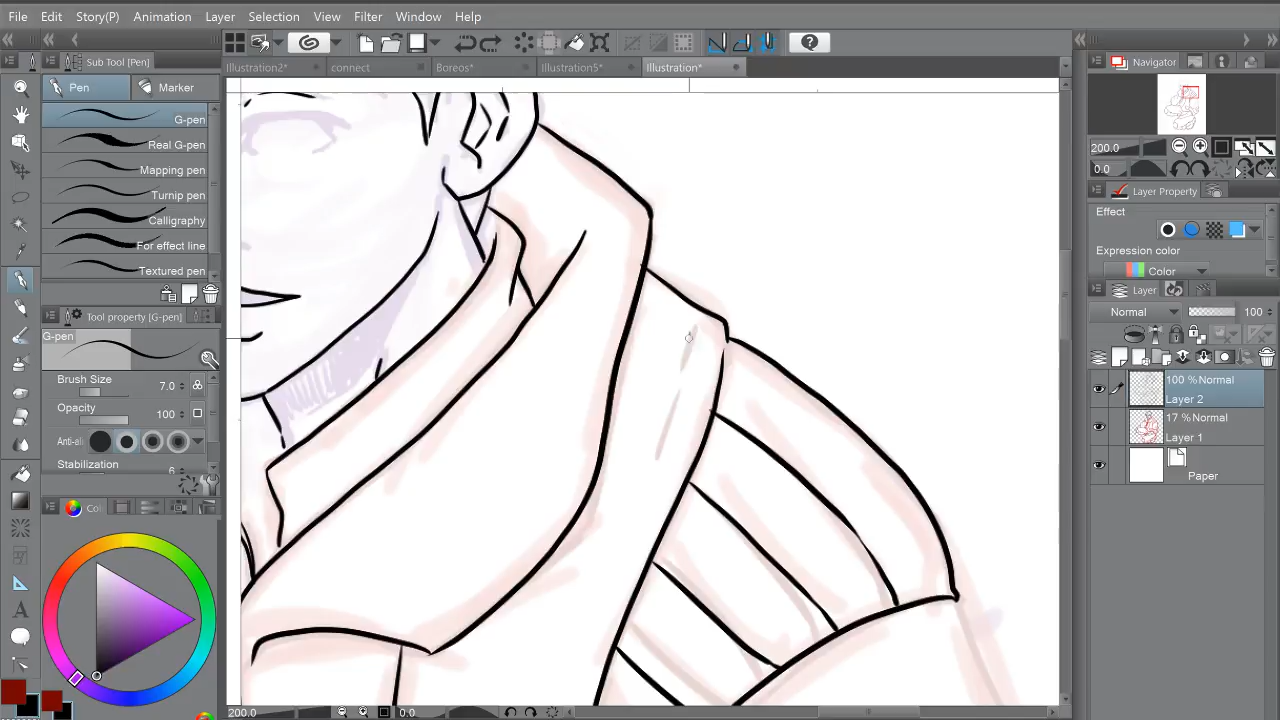 File Edit Story(P) Animation Layer Selection View Filter Window Help
Sub Tool [Pen]
Illustration2* connect Boreos* Illustration5* Illustration*
Navigator
Pen Marker
G-pen
Real G-pen
Mapping pen
Turnip pen
Calligraphy
For effect line
Textured pen
200.0
0.0
Layer Property
Effect
Expression color
Color
Layer
Normal 100
100 %Normal
Layer 2
17 %Normal
Layer 1
Paper
Tool property [G-pen]
G-pen
Brush Size 7.0
Opacity 100
Anti-ali
Stabilization 6
Col
200.0 0.0